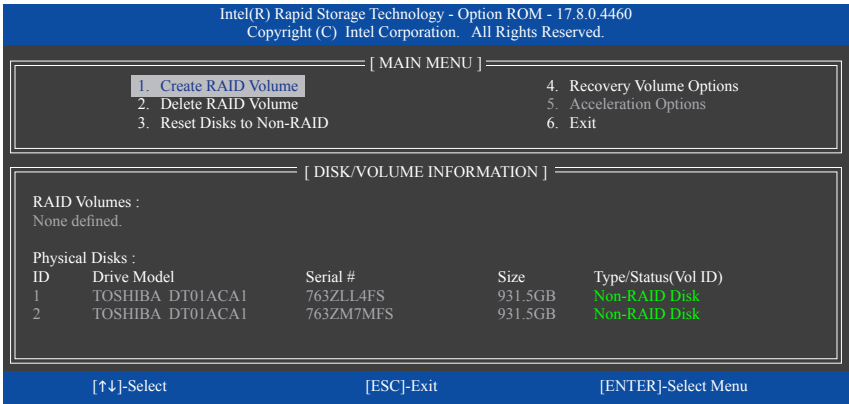 Intel(R) Rapid Storage Technology - Option ROM - 17.8.0.4460
Copyright (C) Intel Corporation. All Rights Reserved.
[ MAIN MENU ]
1. Create RAID Volume
2. Delete RAID Volume
3. Reset Disks to Non-RAID
4. Recovery Volume Options
5. Acceleration Options
6. Exit
[ DISK/VOLUME INFORMATION ]
RAID Volumes :
None defined.
Physical Disks :
ID Drive Model Serial # Size Type/Status(Vol ID)
1 TOSHIBA DT01ACA1 763ZLL4FS 931.5GB Non-RAID Disk
2 TOSHIBA DT01ACA1 763ZM7MFS 931.5GB Non-RAID Disk
[↑↓]-Select [ESC]-Exit [ENTER]-Select Menu